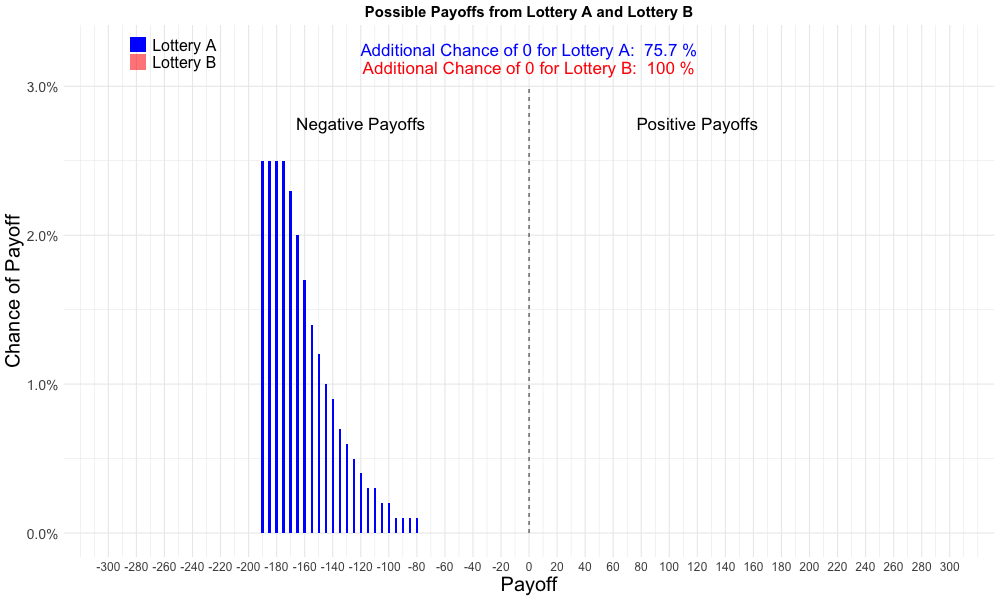 Possible Payoffs from Lottery A and Lottery B
Lottery A
Lottery B
Additional Chance of 0 for Lottery A:  75.7 %
Additional Chance of 0 for Lottery B:  100 %
Negative Payoffs
Positive Payoffs
Chance of Payoff
3.0%
2.0%
1.0%
0.0%
-300 -280 -260 -240 -220 -200 -180 -160 -140 -120 -100 -80 -60 -40 -20 0 20 40 60 80 100 120 140 160 180 200 220 240 260 280 300
Payoff